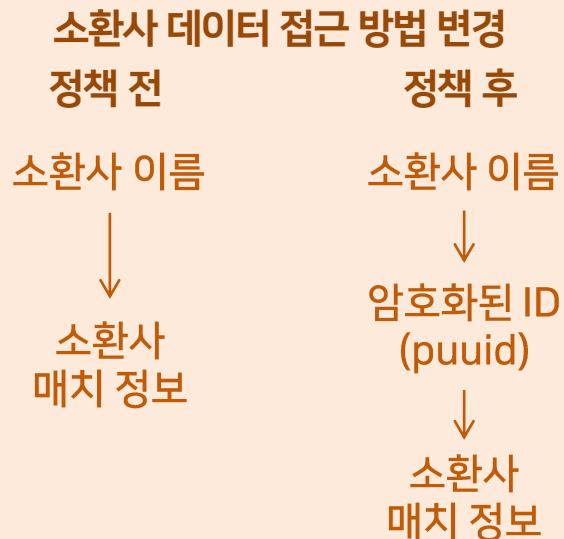 소환사 데이터 접근 방법 변경
정책 전
소환사 이름
소환사
매치 정보
정책 후
소환사 이름
암호화된 ID
(puuid)
소환사
매치 정보